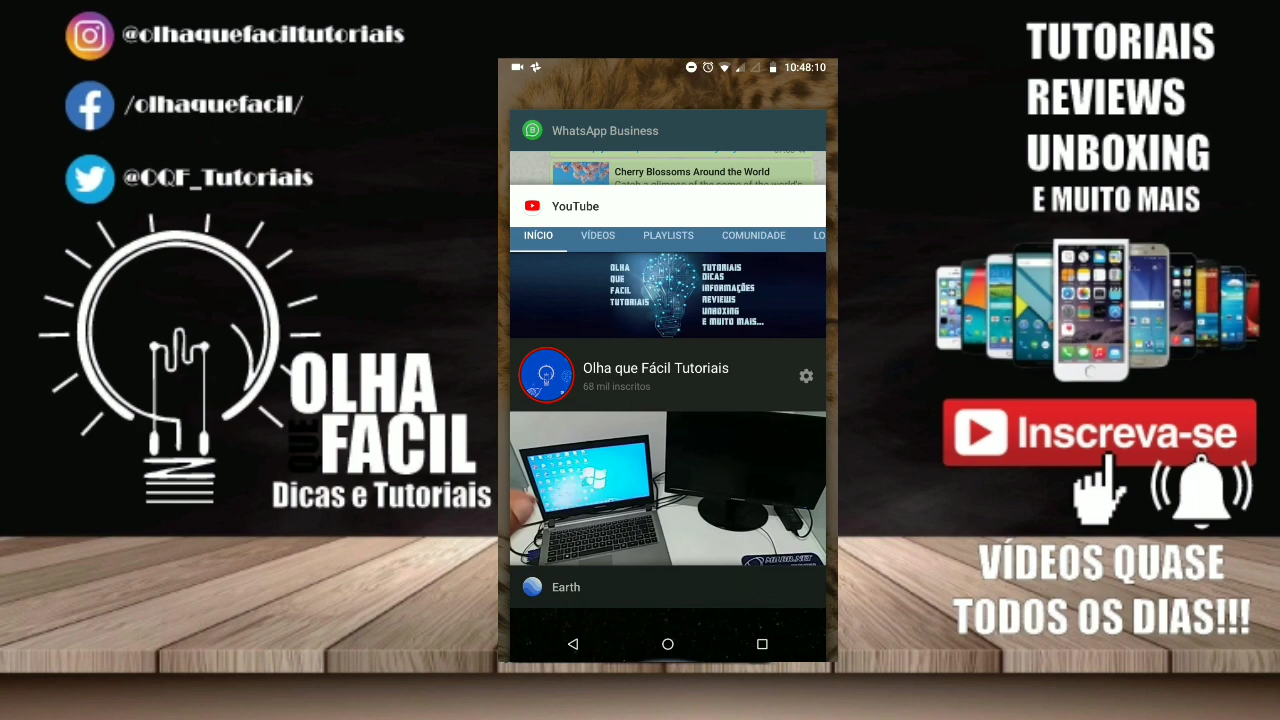 @olhaquefaciltutoriais
/olhaquefacil/
@OQF_Tutoriais
OLHA
QUE
FACIL
Dicas e Tutoriais
10:48:10
WhatsApp Business
Cherry Blossoms Around the World
YouTube
INÍCIO VÍDEOS PLAYLISTS COMUNIDADE LO
OLHA
QUE
FACIL
TUTORIAIS
TUTORIAIS
DICAS
INFORMAÇÕES
REVIEWS
UNBOXING
E MUITO MAIS...
Olha que Fácil Tutoriais
68 mil inscritos
Earth
TUTORIAIS
REVIEWS
UNBOXING
E MUITO MAIS
Inscreva-se
VÍDEOS QUASE
TODOS OS DIAS!!!